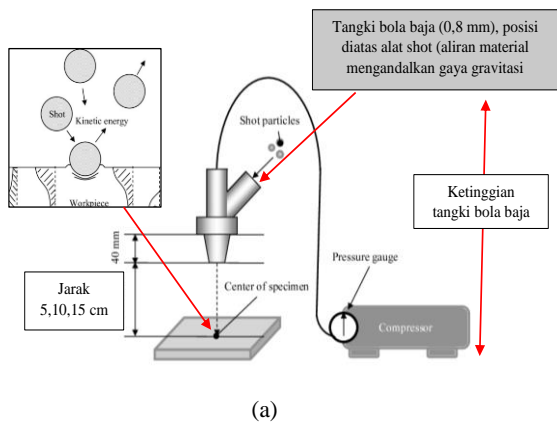 Tangki bola baja (0,8 mm), posisi
diatas alat shot (aliran material
mengandalkan gaya gravitasi
Shot
Kinetic energy
Workpiece
Shot particles
Ketinggian
tangki bola baja
40 mm
Pressure gauge
Jarak
5,10,15 cm
Center of specimen
Compressor
(a)